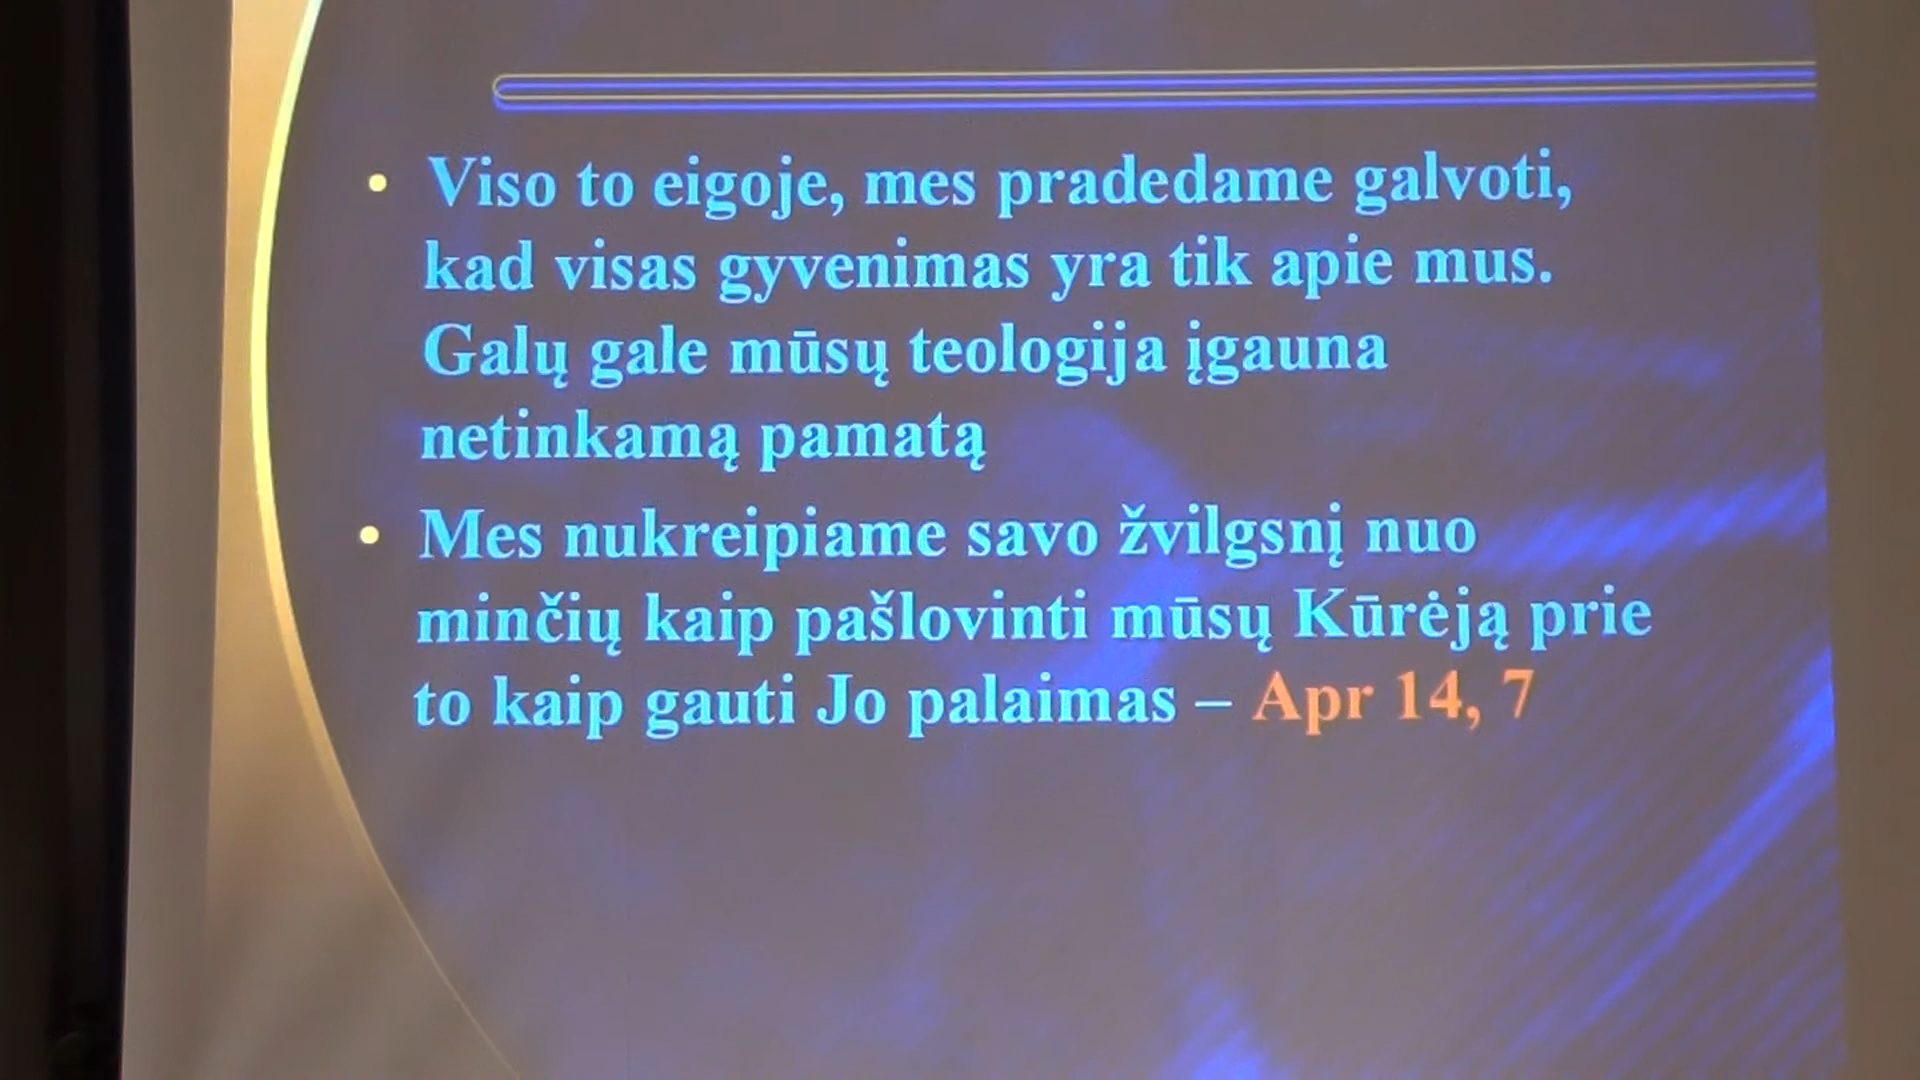 • Viso to eigoje, mes pradedame galvoti,
kad visas gyvenimas yra tik apie mus.
Galų gale mūsų teologija įgauna
netinkamą pamatą
• Mes nukreipiame savo žvilgsnį nuo
minčių kaip pašlovinti mūsų Kūrėją prie
to kaip gauti Jo palaimas – Apr 14, 7